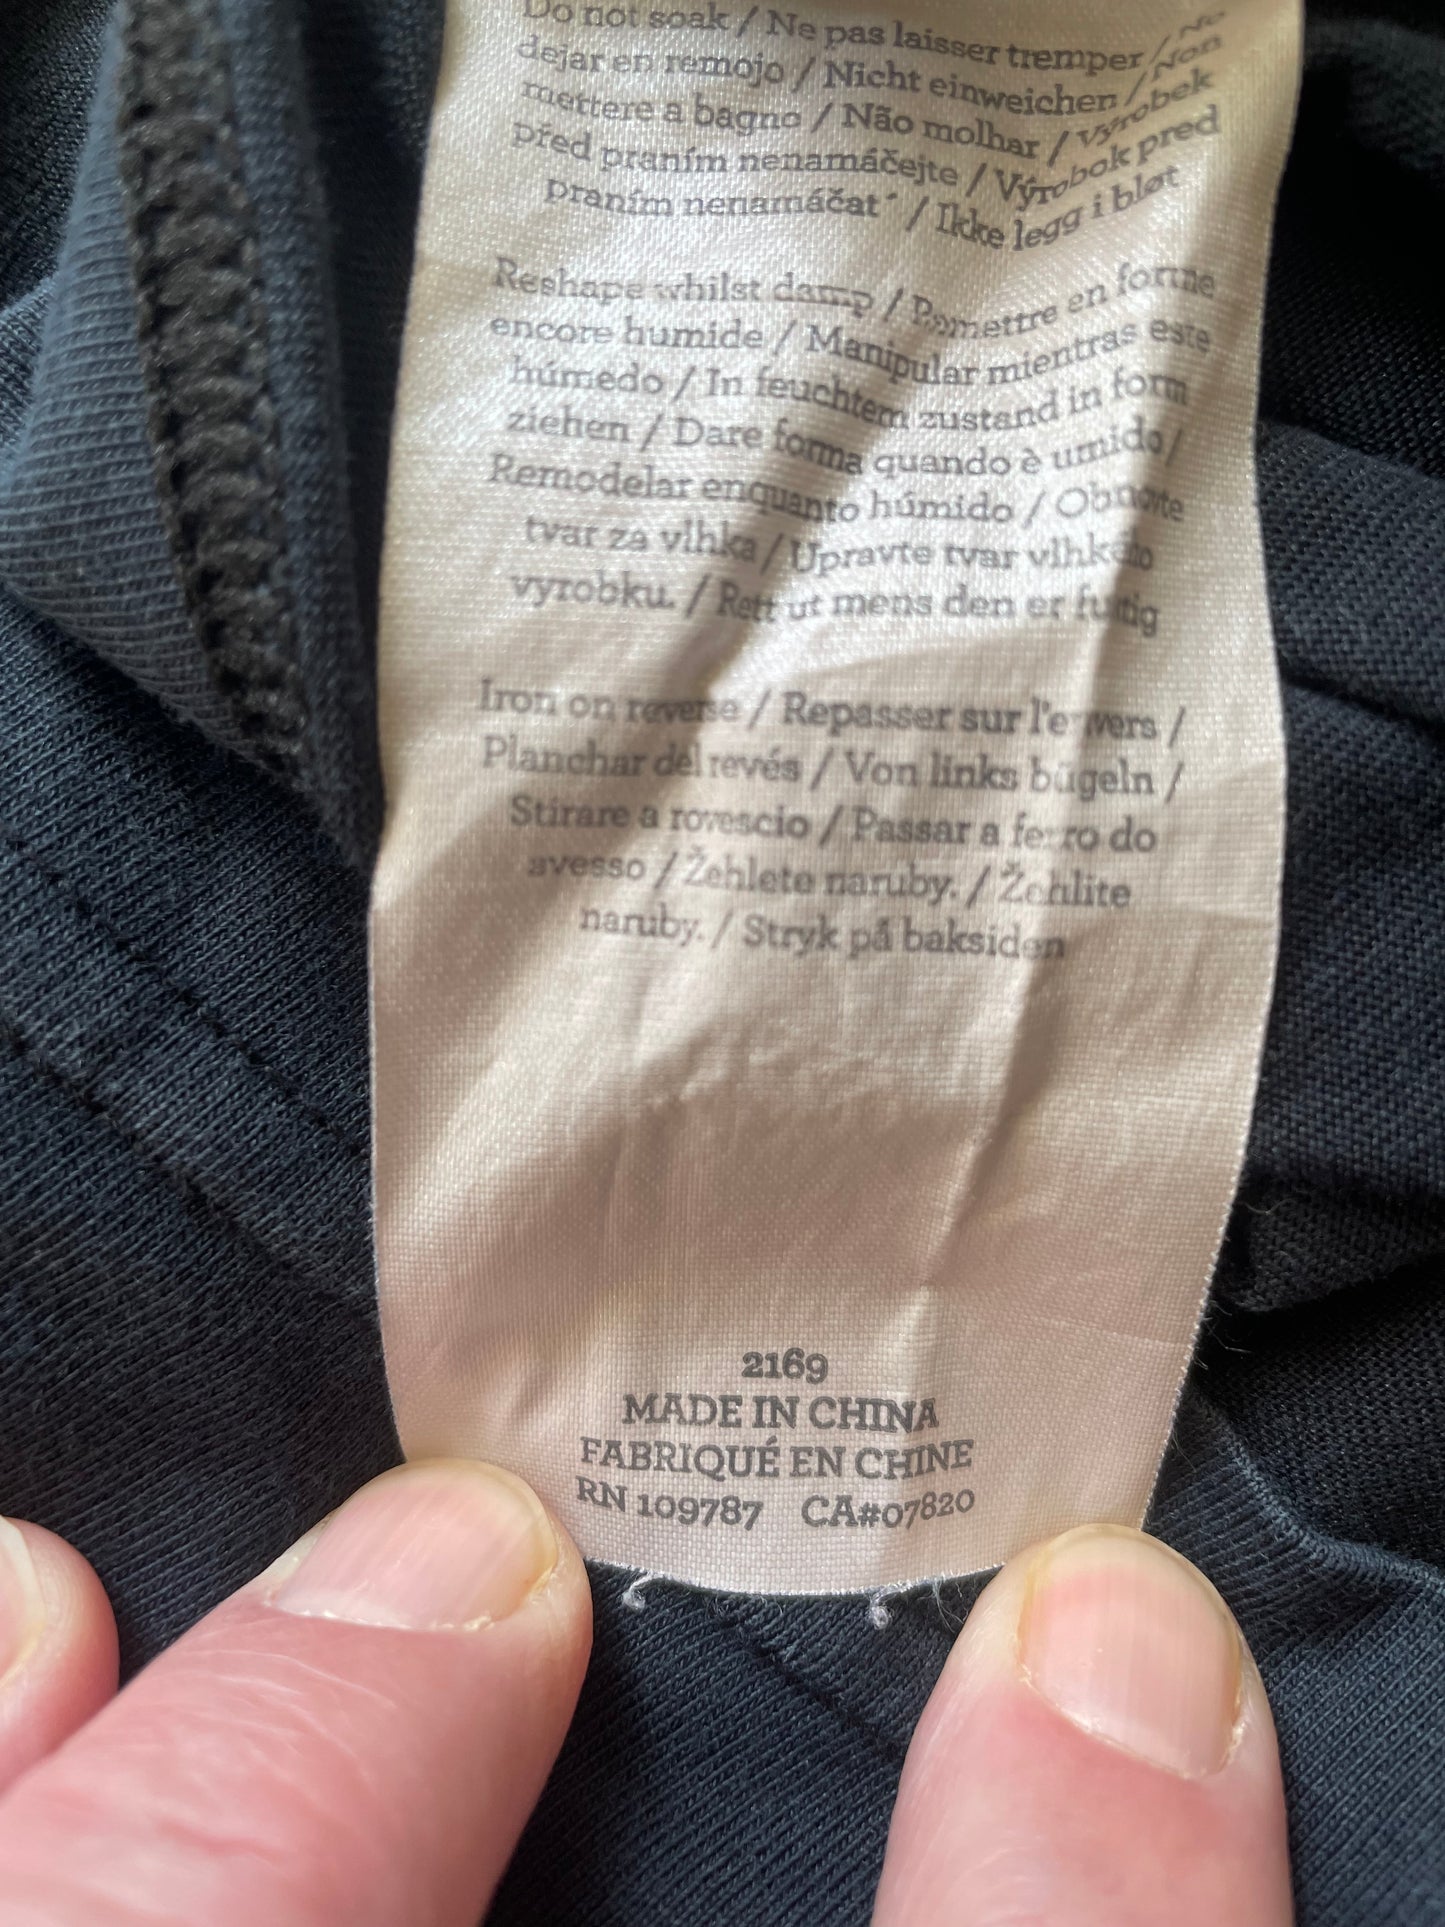 Do not soak / Ne pas laisser tremper / No
dejar en remojo / Nicht einweichen / Non
mettere a bagno / Não molhar / Výrobek
před praním nenamáčejte / Výrobok pred
praním nenamáčať / Ikke legg i bløt
Reshape whilst damp / Remettre en forme
encore humide / Manipular mientras este
húmedo / In feuchtem zustand in form
ziehen / Dare forma quando è umido /
Remodelar enquanto húmido / Obnovte
tvar za vlhka / Upravte tvar vlhkého
vyrobku. / Rett ut mens den er fuktig
Iron on reverse / Repasser sur l'envers /
Planchar del revés / Von links bügeln /
Stirare a rovescio / Passar a ferro do
avesso / Žehlete naruby. / Žehlite
naruby. / Stryk på baksiden
2169
MADE IN CHINA
FABRIQUÉ EN CHINE
RN 109787 CA#07820